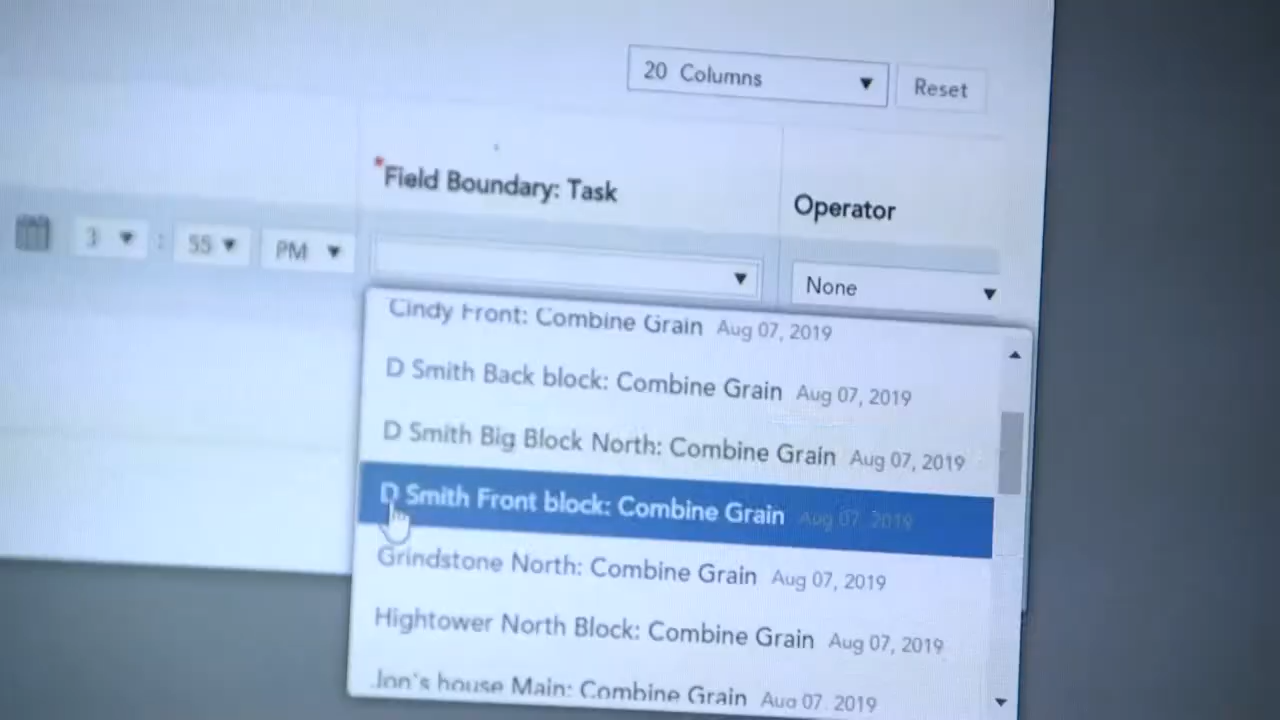 20 Columns
Reset
*Field Boundary: Task
Operator
3 : 55 PM
None
Cindy Front: Combine Grain Aug 07, 2019
D Smith Back block: Combine Grain Aug 07, 2019
D Smith Big Block North: Combine Grain Aug 07, 2019
D Smith Front block: Combine Grain Aug 07, 2019
Grindstone North: Combine Grain Aug 07, 2019
Hightower North Block: Combine Grain Aug 07, 2019
Jon's house Main: Combine Grain Aug 07, 2019